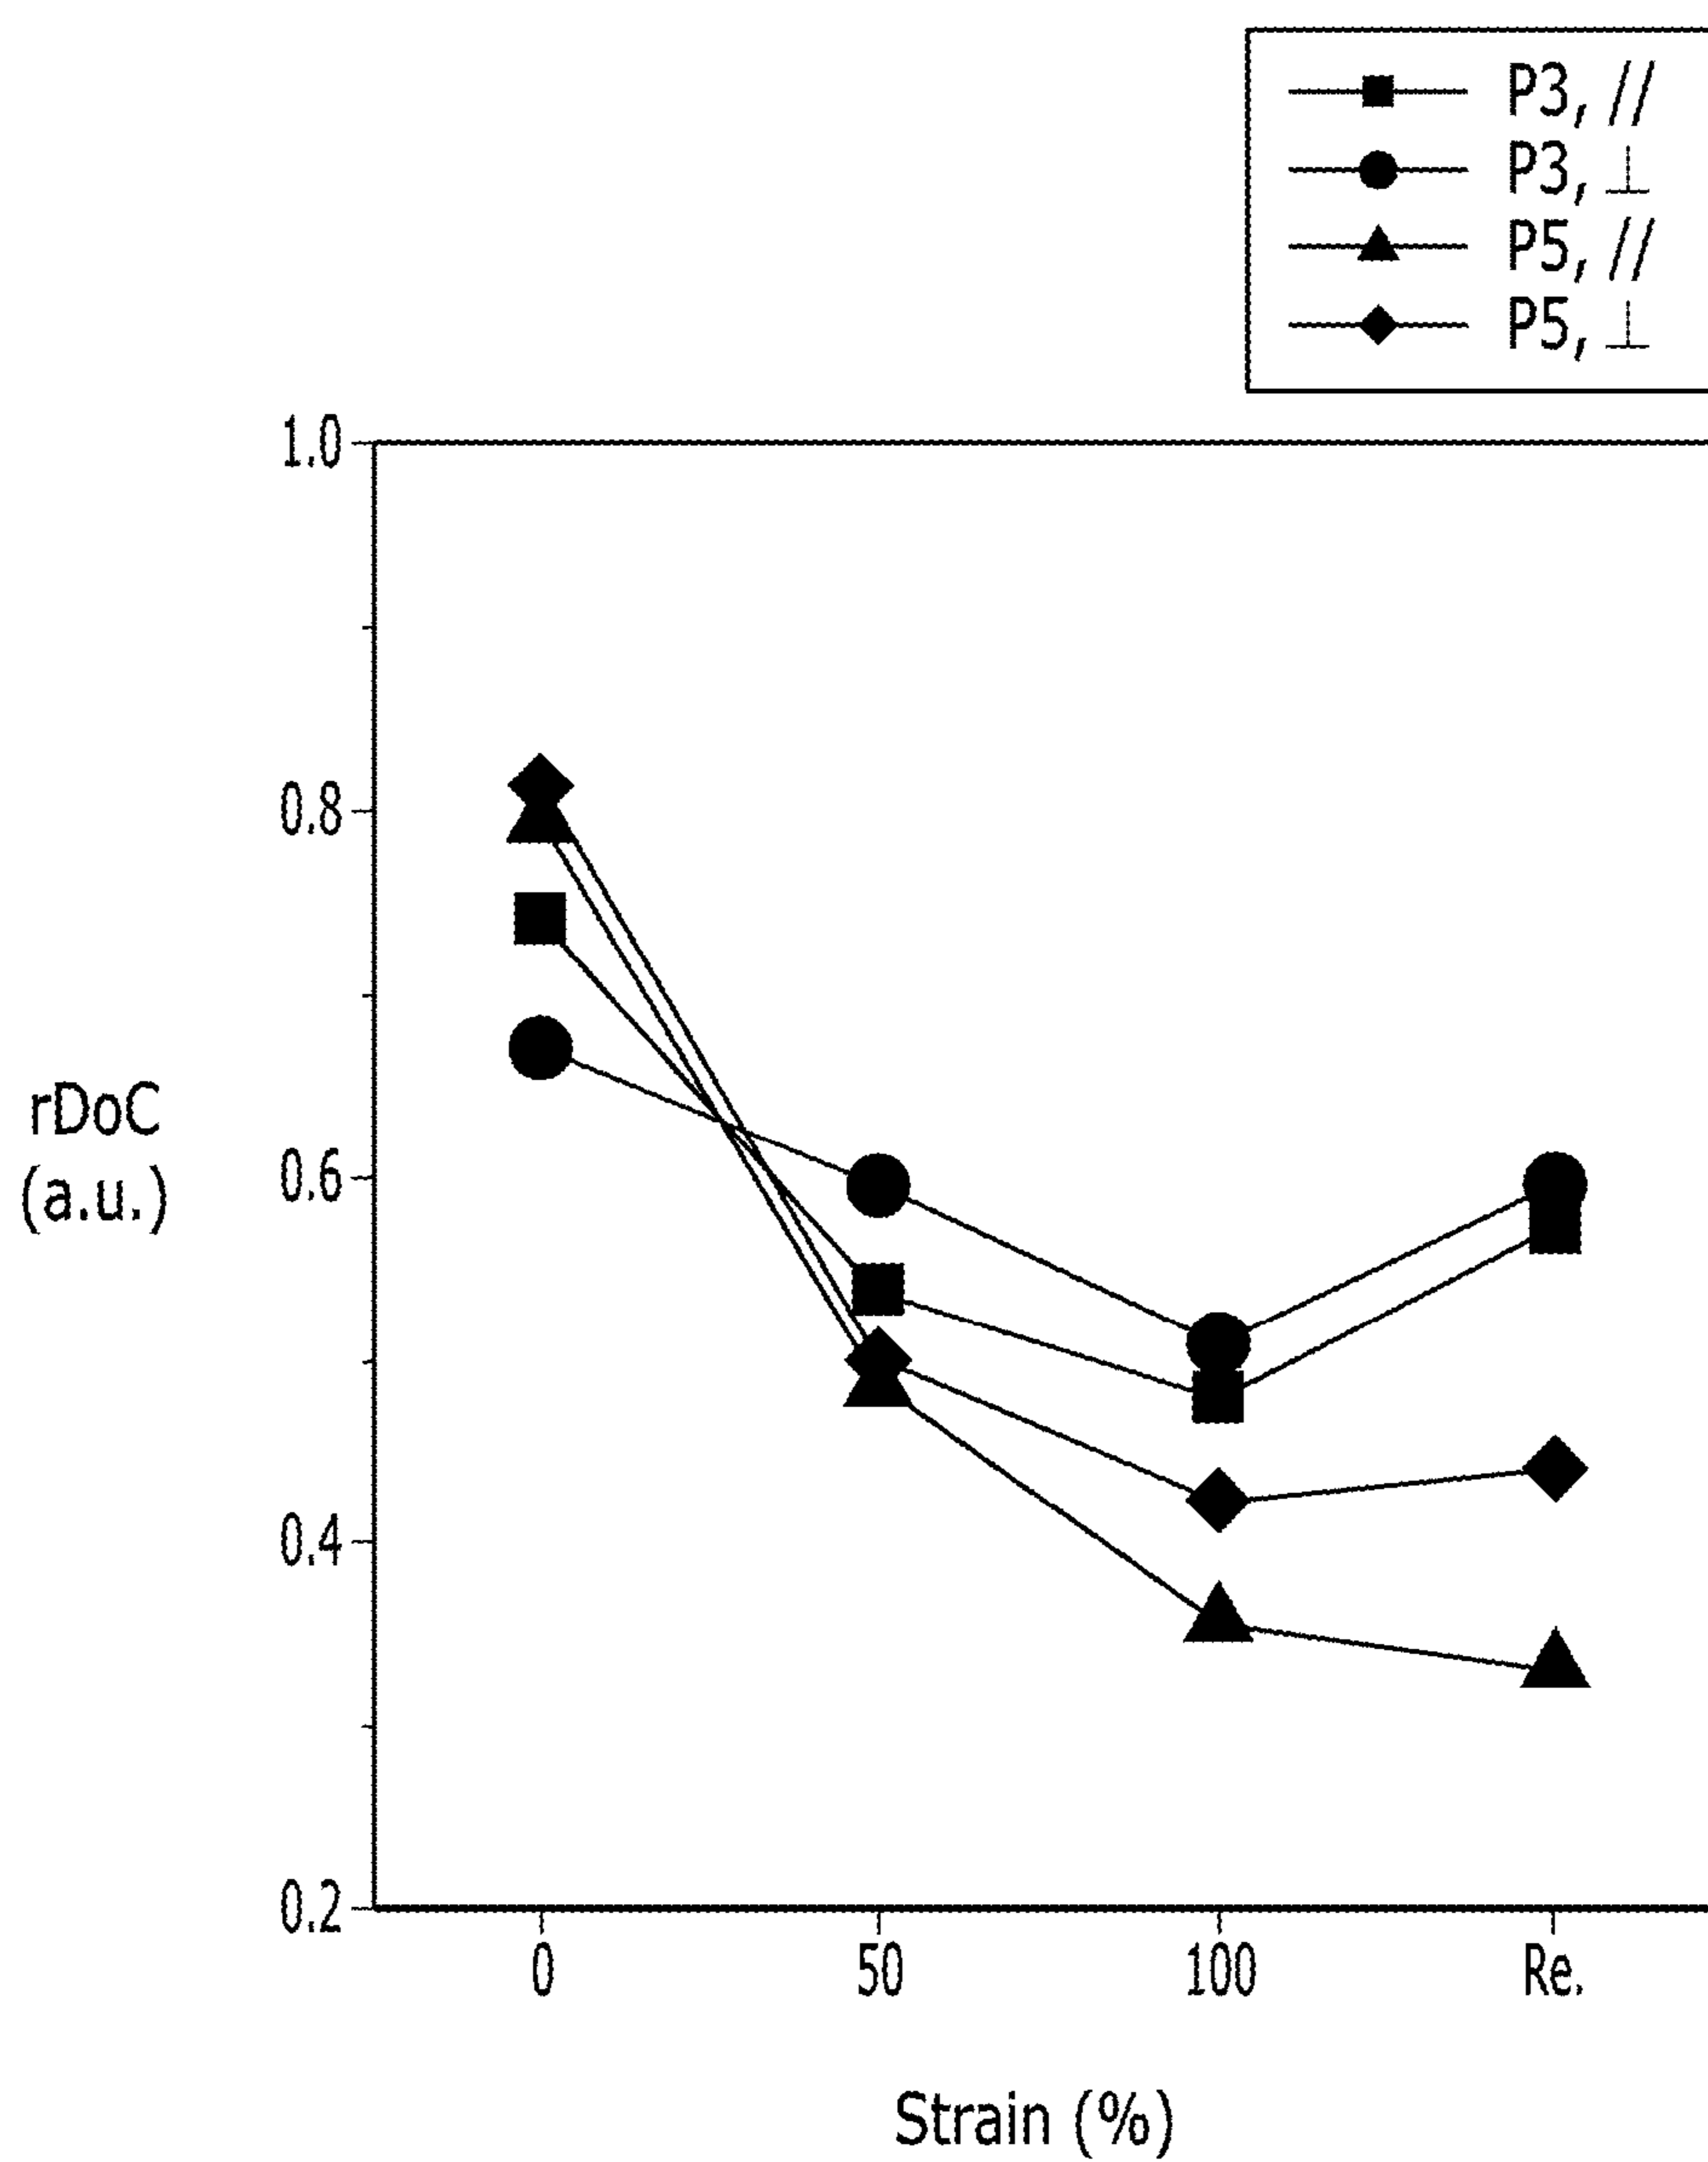 P3, //
P3, ⊥
P5, //
P5, ⊥
1.0
0.8
0.6
0.4
0.2
rDoC
(a.u.)
0 50 100 Re.
Strain (%)